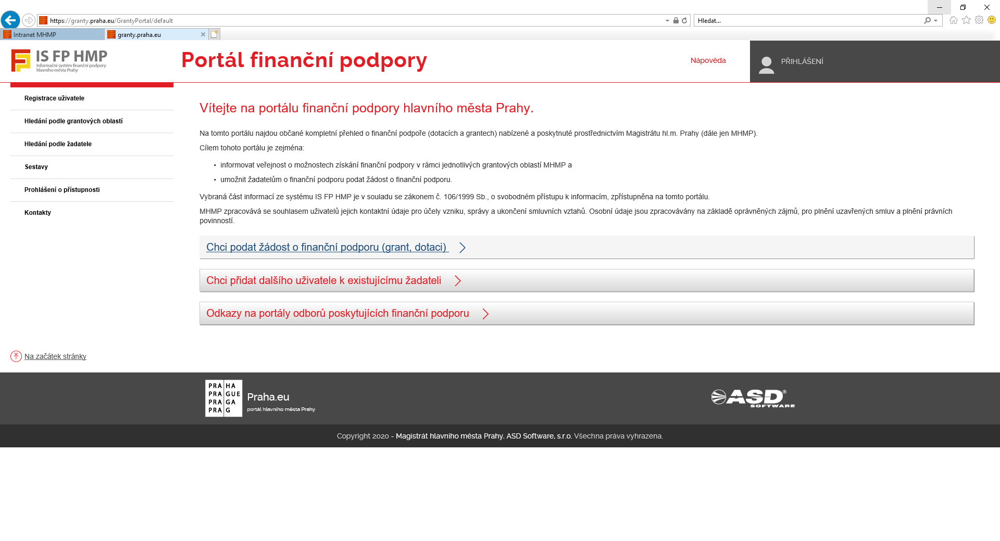 https://granty.praha.eu/GrantyPortal/default
Hledat...
Intranet MHMP
granty.praha.eu
IS FP HMP
Informační systém finanční podpory
hlavního města Prahy
Portál finanční podpory
Nápověda
PŘIHLÁŠENÍ
Registrace uživatele
Hledání podle grantových oblastí
Hledání podle žadatele
Sestavy
Prohlášení o přístupnosti
Kontakty
Vítejte na portálu finanční podpory hlavního města Prahy.
Na tomto portálu najdou občané kompletní přehled o finanční podpoře (dotacích a grantech) nabízené a poskytnuté prostřednictvím Magistrátu hl.m. Prahy (dále jen MHMP).
Cílem tohoto portálu je zejména:
• informovat veřejnost o možnostech získání finanční podpory v rámci jednotlivých grantových oblastí MHMP a
• umožnit žadatelům o finanční podporu podat žádost o finanční podporu.
Vybraná část informací ze systému IS FP HMP je v souladu se zákonem č. 106/1999 Sb., o svobodném přístupu k informacím, zpřístupněna na tomto portálu.
MHMP zpracovává se souhlasem uživatelů jejich kontaktní údaje pro účely vzniku, správy a ukončení smluvních vztahů. Osobní údaje jsou zpracovávány na základě oprávněných zájmů, pro plnění uzavřených smluv a plnění právních
povinností.
Chci podat žádost o finanční podporu (grant, dotaci)
Chci přidat dalšího uživatele k existujícímu žadateli
Odkazy na portály odborů poskytujících finanční podporu
Na začátek stránky
PRA HA
PRA GUE
PRA GA
PRA G
Praha.eu
portál hlavního města Prahy
ASD®
SOFTWARE
Copyright 2020 - Magistrát hlavního města Prahy, ASD Software, s.r.o. Všechna práva vyhrazena.